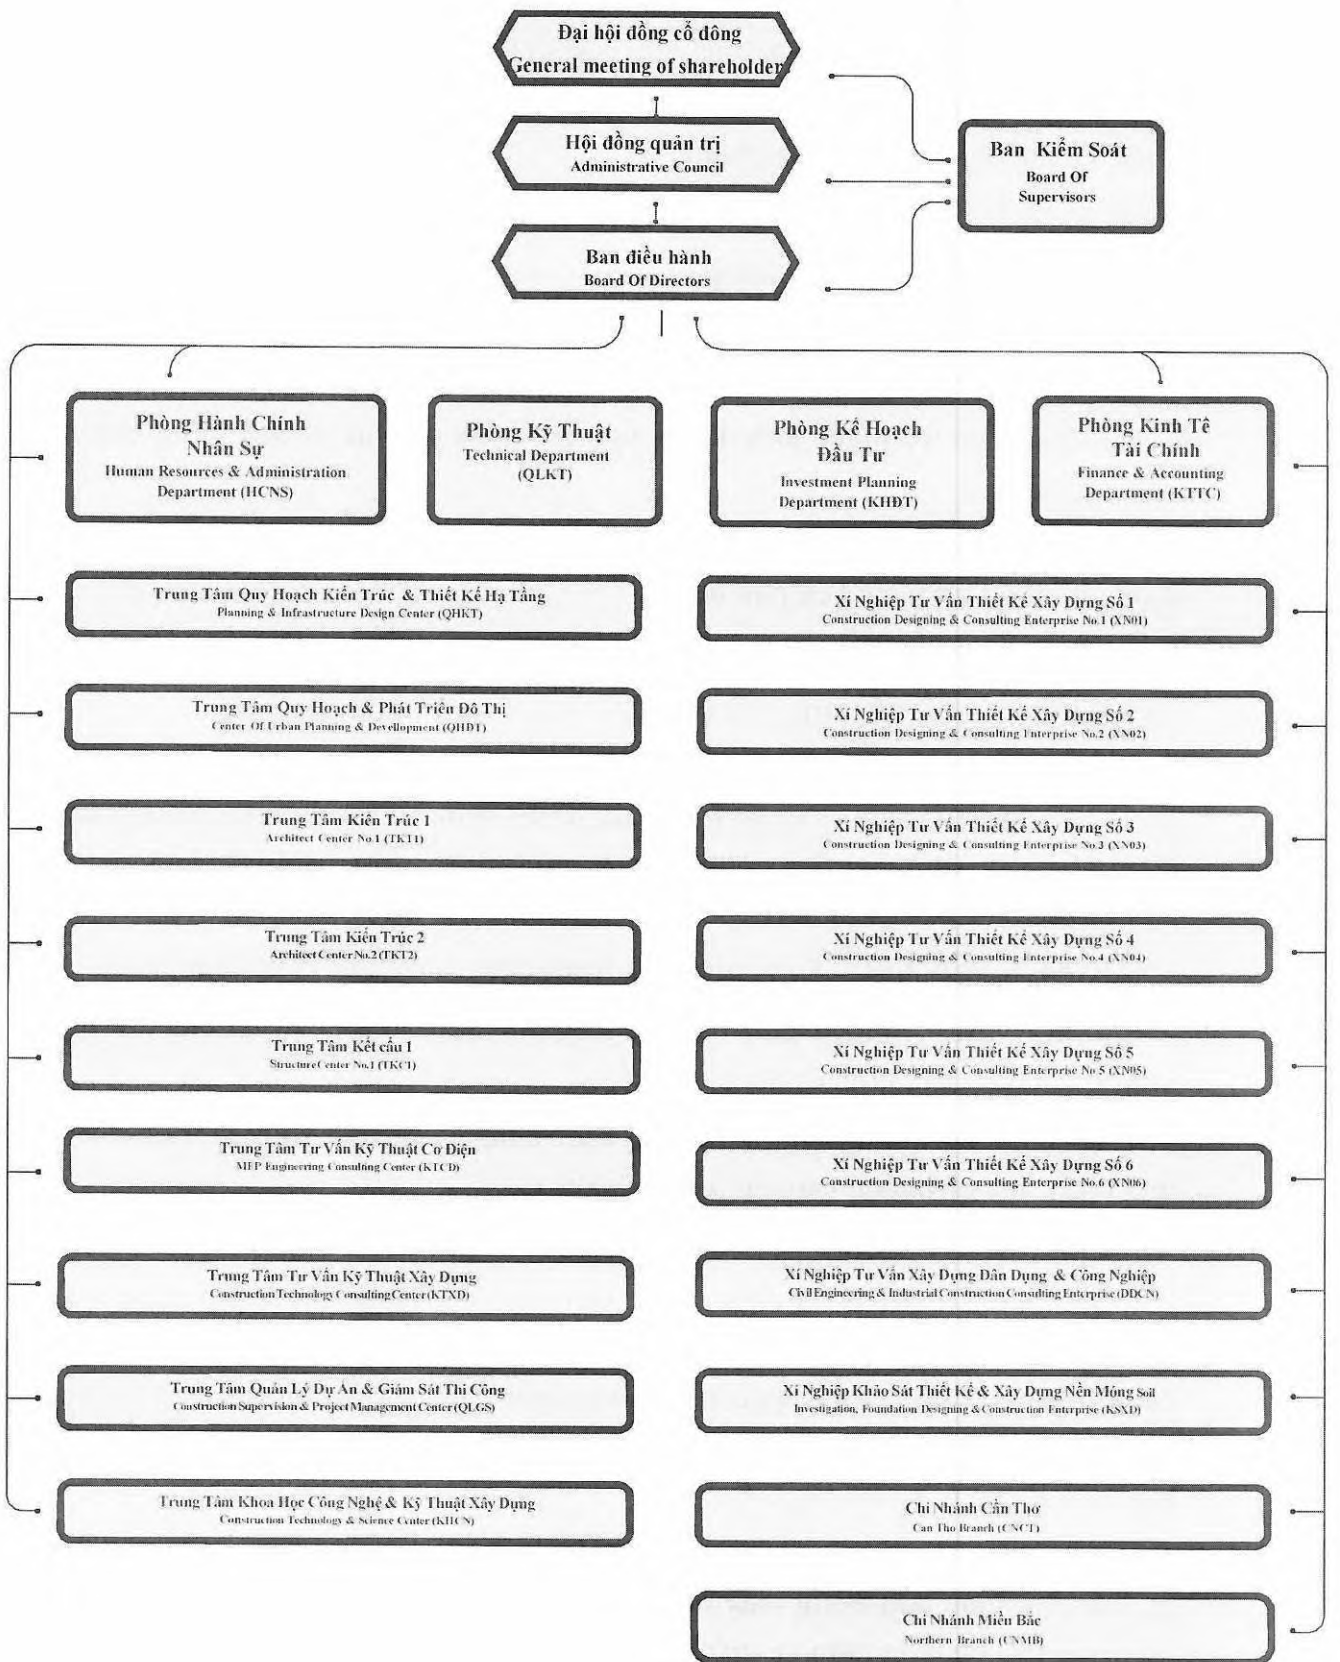 Đại hội đồng cổ đông
General meeting of shareholder
Hội đồng quản trị
Administrative Council
Ban Kiểm Soát
Board Of
Supervisors
Ban điều hành
Board Of Directors
Phòng Hành Chính
Nhân Sự
Human Resources & Administration
Department (HCNS)
Phòng Kỹ Thuật
Technical Department
(QLKT)
Phòng Kế Hoạch
Đầu Tư
Investment Planning
Department (KHĐT)
Phòng Kinh Tế
Tài Chính
Finance & Accounting
Department (KTTC)
Trung Tâm Quy Hoạch Kiến Trúc & Thiết Kế Hạ Tầng
Planning & Infrastructure Design Center (QHKT)
Xí Nghiệp Tư Vấn Thiết Kế Xây Dựng Số 1
Construction Designing & Consulting Enterprise No.1 (XN01)
Trung Tâm Quy Hoạch & Phát Triển Đô Thị
Center Of Urban Planning & Devellopment (QHĐT)
Xí Nghiệp Tư Vấn Thiết Kế Xây Dựng Số 2
Construction Designing & Consulting Enterprise No.2 (XN02)
Trung Tâm Kiến Trúc 1
Architect Center No.1 (TKT1)
Xí Nghiệp Tư Vấn Thiết Kế Xây Dựng Số 3
Construction Designing & Consulting Enterprise No.3 (XN03)
Trung Tâm Kiến Trúc 2
Architect Center No.2 (TKT2)
Xí Nghiệp Tư Vấn Thiết Kế Xây Dựng Số 4
Construction Designing & Consulting Enterprise No.4 (XN04)
Trung Tâm Kết cấu 1
Structure Center No.1 (TKC1)
Xí Nghiệp Tư Vấn Thiết Kế Xây Dựng Số 5
Construction Designing & Consulting Enterprise No 5 (XN05)
Trung Tâm Tư Vấn Kỹ Thuật Cơ Điện
MEP Engineering Consulting Center (KTCD)
Xí Nghiệp Tư Vấn Thiết Kế Xây Dựng Số 6
Construction Designing & Consulting Enterprise No.6 (XN06)
Trung Tâm Tư Vấn Kỹ Thuật Xây Dựng
Construction Technology Consulting Center (KTXD)
Xí Nghiệp Tư Vấn Xây Dựng Dân Dụng & Công Nghiệp
Civil Engineering & Industrial Construction Consulting Enterprise (DDCN)
Trung Tâm Quản Lý Dự Án & Giám Sát Thi Công
Construction Supervision & Project Management Center (QLGS)
Xí Nghiệp Khảo Sát Thiết Kế & Xây Dựng Nền Móng Soil
Investigation, Foundation Designing & Construction Enterprise (KSXD)
Trung Tâm Khoa Học Công Nghệ & Kỹ Thuật Xây Dựng
Construction Technology & Science Center (KHCN)
Chi Nhánh Cần Thơ
Can Tho Branch (CNCT)
Chi Nhánh Miền Bắc
Northern Branch (CNMB)